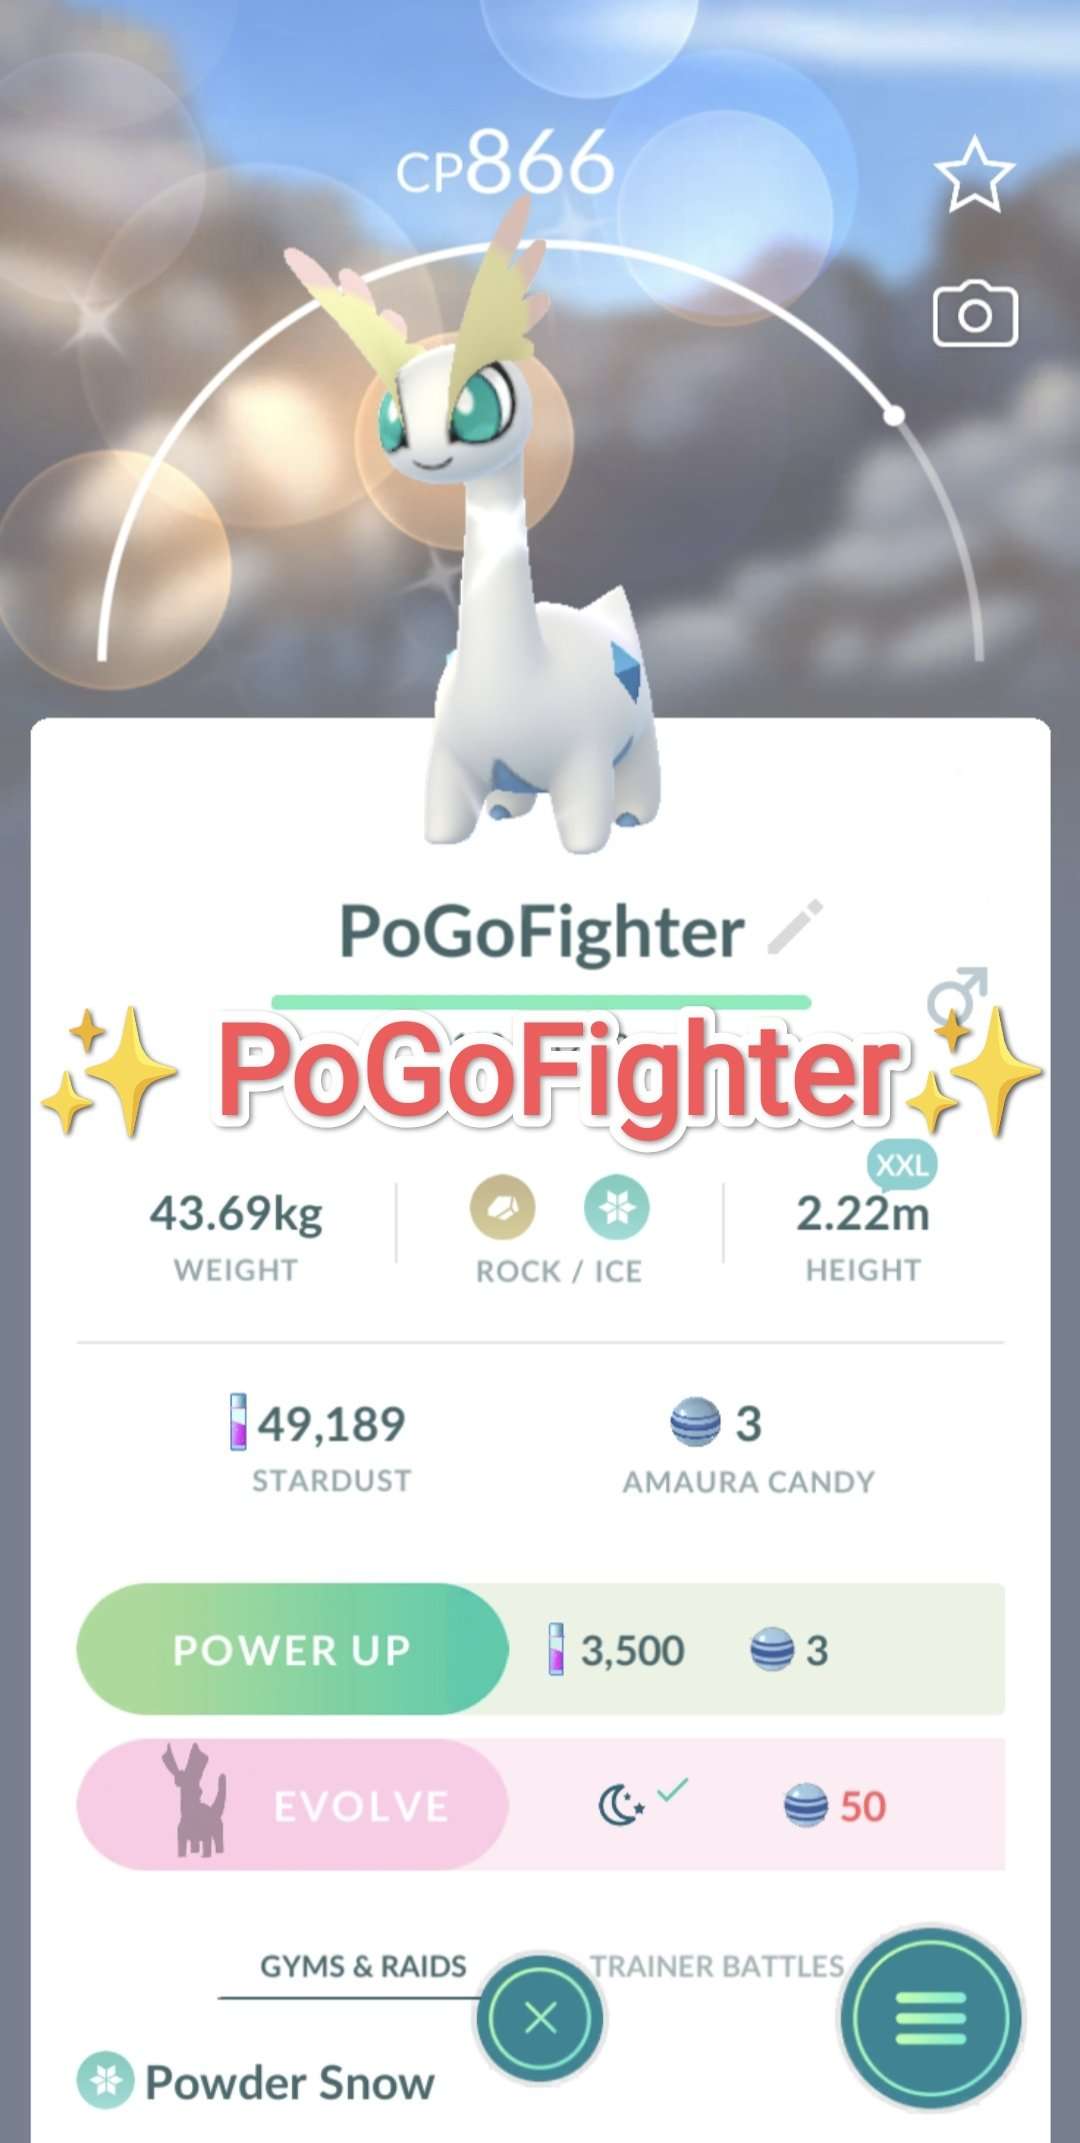 CP866
PoGoFighter
✨ PoGoFighter ✨
XXL
43.69kg
WEIGHT
ROCK / ICE
2.22m
HEIGHT
49,189
STARDUST
3
AMAURA CANDY
POWER UP
3,500
3
EVOLVE
50
GYMS & RAIDS
TRAINER BATTLES
Powder Snow